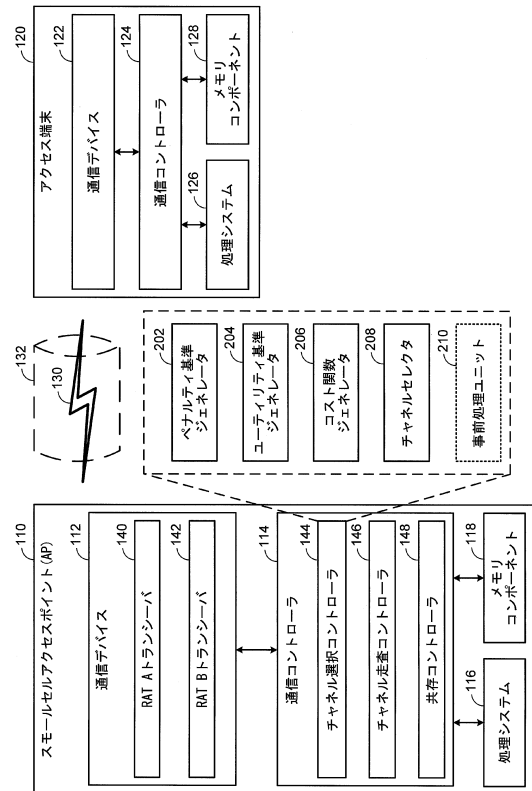 110
スモールセルアクセスポイント(AP)
112
通信デバイス
140
RAT Aトランシーバ
142
RAT Bトランシーバ
114
通信コントローラ
144
チャネル選択コントローラ
146
チャネル走査コントローラ
148
共存コントローラ
116
処理システム
118
メモリ
コンポーネント
132
130
202
ペナルティ基準
ジェネレータ
204
ユーティリティ基準
ジェネレータ
206
コスト関数
ジェネレータ
208
チャネルセレクタ
210
事前処理ユニット
120
アクセス端末
122
通信デバイス
124
通信コントローラ
126
処理システム
128
メモリ
コンポーネント